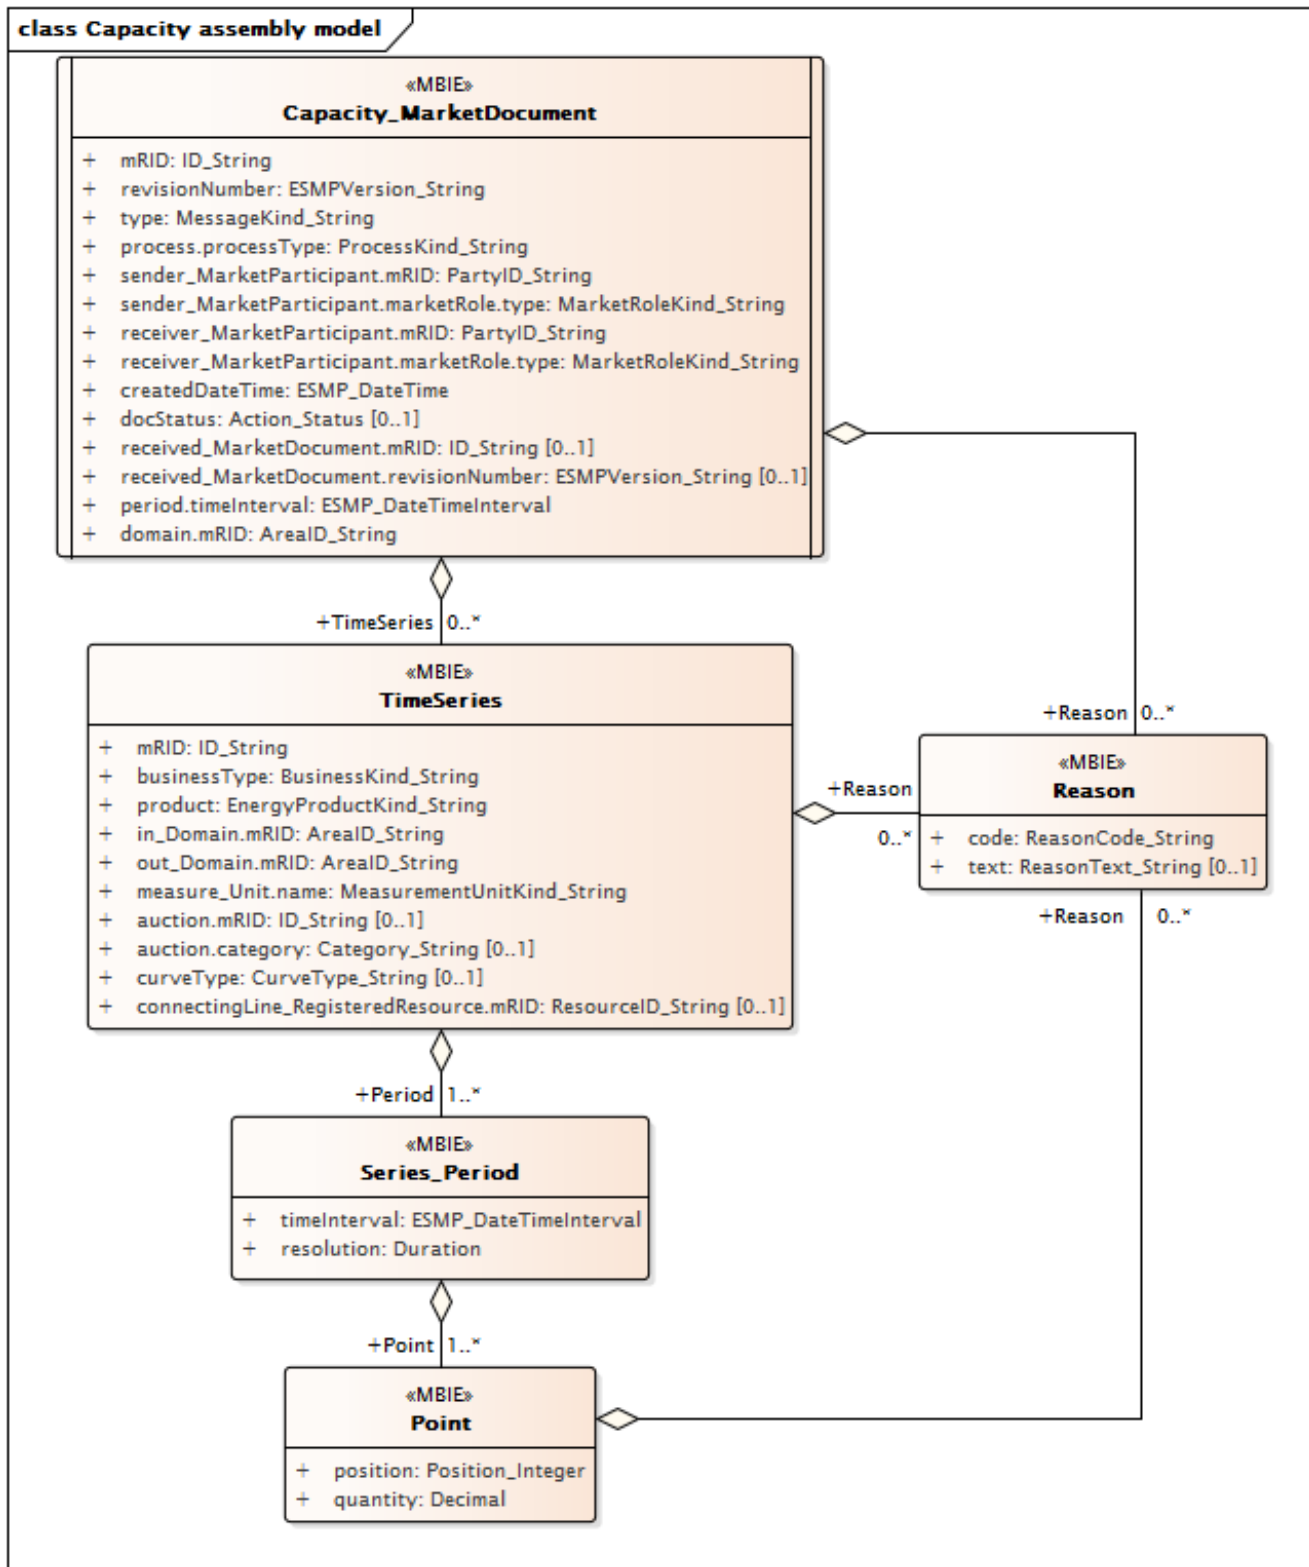 class Capacity assembly model
«MBIE»
Capacity_MarketDocument
+ mRID: ID_String
+ revisionNumber: ESMPVersion_String
+ type: MessageKind_String
+ process.processType: ProcessKind_String
+ sender_MarketParticipant.mRID: PartyID_String
+ sender_MarketParticipant.marketRole.type: MarketRoleKind_String
+ receiver_MarketParticipant.mRID: PartyID_String
+ receiver_MarketParticipant.marketRole.type: MarketRoleKind_String
+ createdDateTime: ESMP_DateTime
+ docStatus: Action_Status [0..1]
+ received_MarketDocument.mRID: ID_String [0..1]
+ received_MarketDocument.revisionNumber: ESMPVersion_String [0..1]
+ period.timeInterval: ESMP_DateTimeInterval
+ domain.mRID: AreaID_String
+TimeSeries 0..*
«MBIE»
TimeSeries
+ mRID: ID_String
+ businessType: BusinessKind_String
+ product: EnergyProductKind_String
+ in_Domain.mRID: AreaID_String
+ out_Domain.mRID: AreaID_String
+ measure_Unit.name: MeasurementUnitKind_String
+ auction.mRID: ID_String [0..1]
+ auction.category: Category_String [0..1]
+ curveType: CurveType_String [0..1]
+ connectingLine_RegisteredResource.mRID: ResourceID_String [0..1]
+Reason 0..*
+Reason
0..*
«MBIE»
Reason
+ code: ReasonCode_String
+ text: ReasonText_String [0..1]
+Reason 0..*
+Period 1..*
«MBIE»
Series_Period
+ timeInterval: ESMP_DateTimeInterval
+ resolution: Duration
+Point 1..*
«MBIE»
Point
+ position: Position_Integer
+ quantity: Decimal